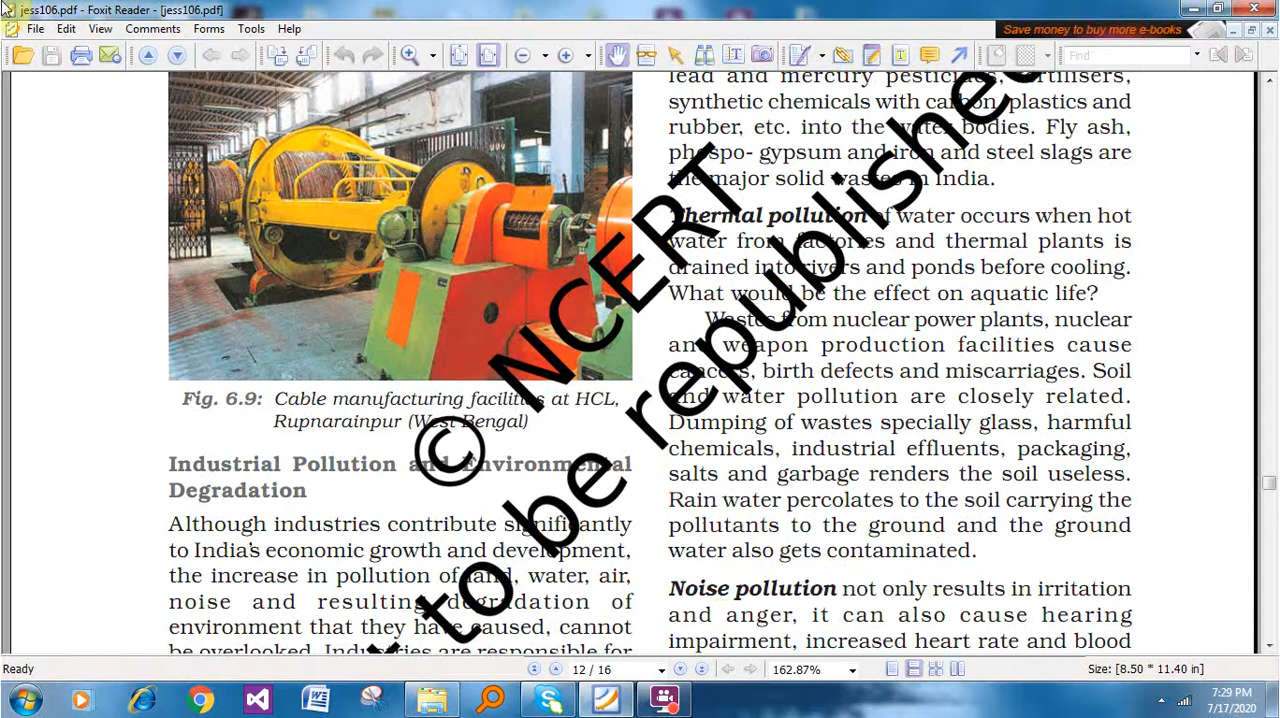 jess106.pdf - Foxit Reader - [jess106.pdf]
File Edit View Comments Forms Tools Help
Save money to buy more e-books
Find
Fig. 6.9: Cable manufacturing facilities at HCL,
Rupnarainpur (West Bengal)
Industrial Pollution and Environmental
Degradation
Although industries contribute significantly
to India's economic growth and development,
the increase in pollution of land, water, air,
noise and resulting degradation of
environment that they have caused, cannot
be overlooked. Industries are responsible for
lead and mercury pesticides, fertilisers,
synthetic chemicals with carbon, plastics and
rubber, etc. into the water bodies. Fly ash,
phospo- gypsum and iron and steel slags are
the major solid wastes in India.
Thermal pollution of water occurs when hot
water from factories and thermal plants is
drained into rivers and ponds before cooling.
What would be the effect on aquatic life?
Wastes from nuclear power plants, nuclear
and weapon production facilities cause
cancers, birth defects and miscarriages. Soil
and water pollution are closely related.
Dumping of wastes specially glass, harmful
chemicals, industrial effluents, packaging,
salts and garbage renders the soil useless.
Rain water percolates to the soil carrying the
pollutants to the ground and the ground
water also gets contaminated.
Noise pollution not only results in irritation
and anger, it can also cause hearing
impairment, increased heart rate and blood
© NCERT
to be republished
Ready
12 / 16
162.87%
Size: [8.50 * 11.40 in]
7:29 PM
7/17/2020